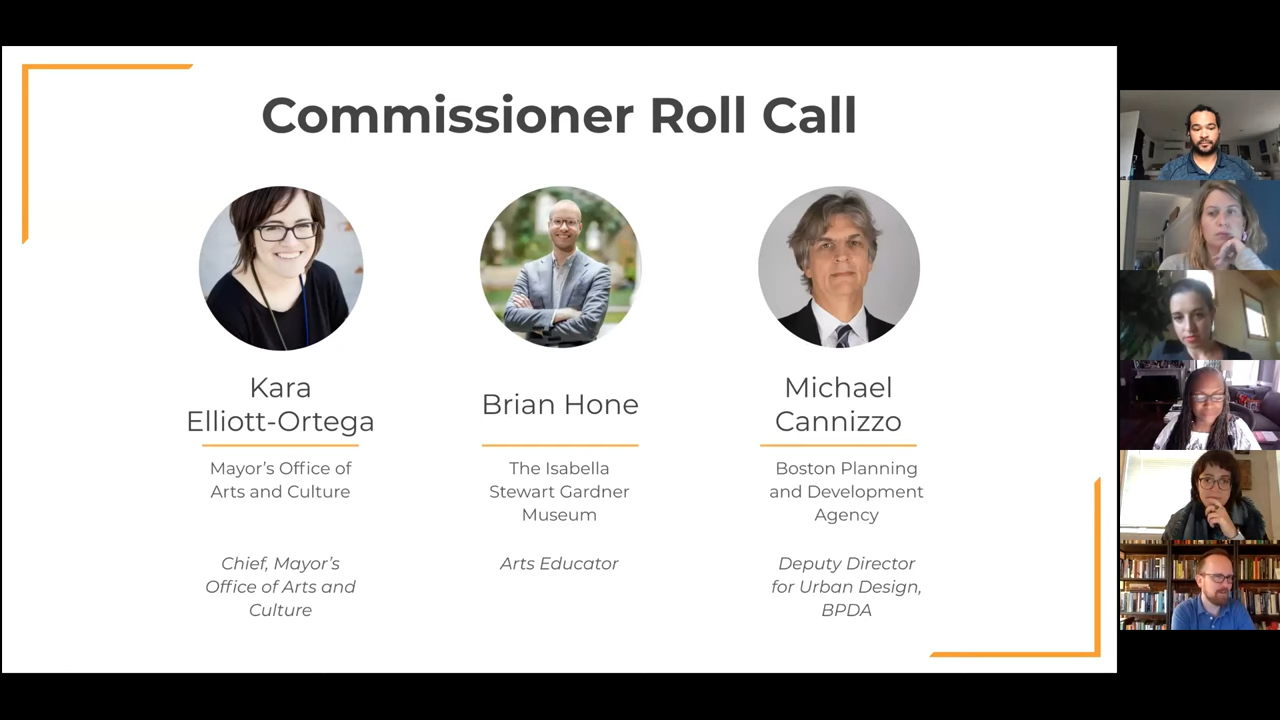 Commissioner Roll Call
Kara
Elliott-Ortega
Mayor’s Office of
Arts and Culture
Chief, Mayor’s
Office of Arts and
Culture
Brian Hone
The Isabella
Stewart Gardner
Museum
Arts Educator
Michael
Cannizzo
Boston Planning
and Development
Agency
Deputy Director
for Urban Design,
BPDA